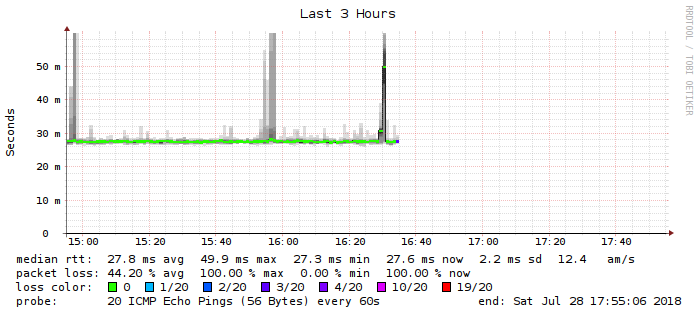 Last 3 Hours
RRDTOOL / TOBI OETIKER
Seconds
50 m
40 m
30 m
20 m
10 m
0
15:00 15:20 15:40 16:00 16:20 16:40 17:00 17:20 17:40
median rtt: 27.8 ms avg 49.9 ms max 27.3 ms min 27.6 ms now 2.2 ms sd 12.4 am/s
packet loss: 44.20 % avg 100.00 % max 0.00 % min 100.00 % now
loss color: 0 1/20 2/20 3/20 4/20 10/20 19/20
probe: 20 ICMP Echo Pings (56 Bytes) every 60s end: Sat Jul 28 17:55:06 2018